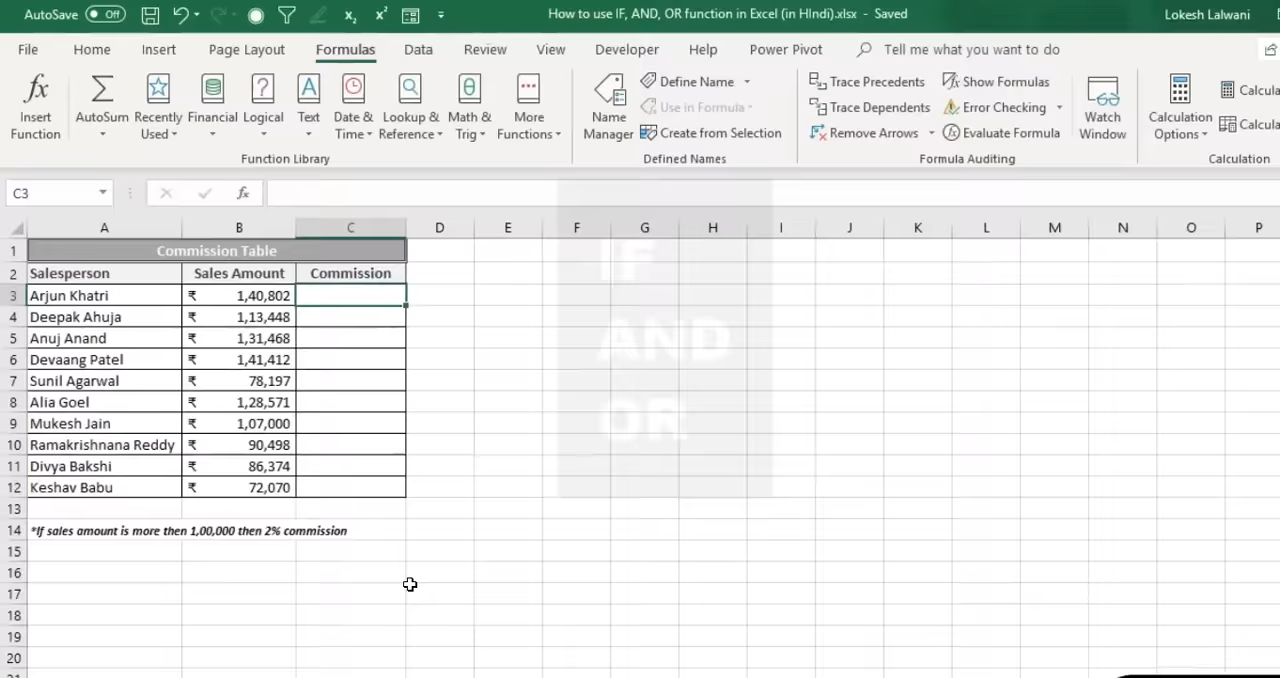 AutoSave Off How to use IF, AND, OR function in Excel (in HIndi).xlsx - Saved Lokesh Lalwani
File Home Insert Page Layout Formulas Data Review View Developer Help Power Pivot Tell me what you want to do
Insert Function AutoSum Recently Used Financial Logical Text Date & Time Lookup & Reference Math & Trig More Functions
Function Library
Name Manager
Define Name
Use in Formula
Create from Selection
Defined Names
Trace Precedents Show Formulas
Trace Dependents Error Checking
Remove Arrows Evaluate Formula
Formula Auditing
Watch Window
Calculation Options
Calcula
Calcula
Calculation
C3 fx
A B C D E F G H I J K L M N O P
1 Commission Table
2 Salesperson Sales Amount Commission
3 Arjun Khatri ₹ 1,40,802
4 Deepak Ahuja ₹ 1,13,448
5 Anuj Anand ₹ 1,31,468
6 Devaang Patel ₹ 1,41,412
7 Sunil Agarwal ₹ 78,197
8 Alia Goel ₹ 1,28,571
9 Mukesh Jain ₹ 1,07,000
10 Ramakrishnana Reddy ₹ 90,498
11 Divya Bakshi ₹ 86,374
12 Keshav Babu ₹ 72,070
13
14 *If sales amount is more then 1,00,000 then 2% commission
15
16
17
18
19
20
IF
AND
OR